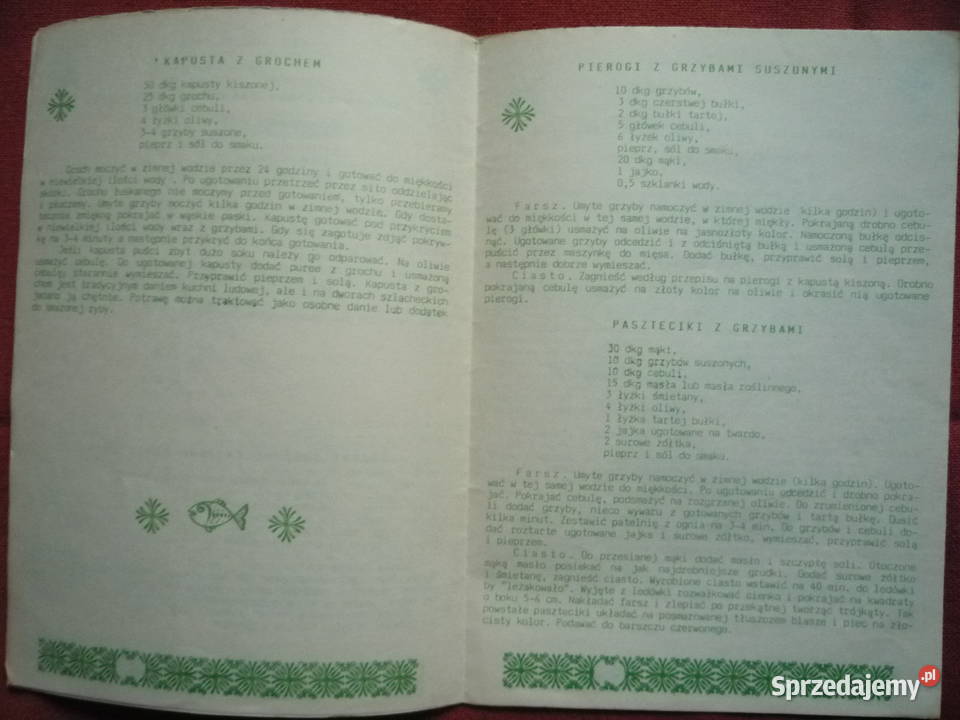 KAPUSTA Z GROCHEM
50 dkg kapusty kiszonej,
25 dkg grochu,
3 główki cebuli,
4 łyżki oliwy,
3-4 grzyby suszone,
pieprz i sól do smaku,
Groch moczyć w zimnej wodzie przez 24 godziny i gotować do miękkości
w niewielkiej ilości wody . Po ugotowaniu przetrzeć przez sito oddzielając
skórki. Grochu łuskanego nie moczymy przed gotowaniem, tylko przebieramy
i płuczemy. Umyte grzyby moczyć kilka godzin w zimnej wodzie. Gdy dosta-
tecznie zmiękną pokrajać w wąskie paski. Kapustę gotować pod przykryciem
w niewielkiej ilości wody wraz z grzybami. Gdy się zagotuje zdjąć pokryw-
kę na 3-4 minuty a następnie przykryć do końca gotowania.
Jeśli kapusta puści zbyt dużo soku należy go odparować. Na oliwie
usmażyć cebulę. Do ugotowanej kapusty dodać puree z grochu i usmażoną
cebulę; starannie wymieszać. Przyprawić pieprzem i solą. Kapusta z gro-
chem jest tradycyjnym daniem kuchni ludowej, ale i na dworach szlacheckich
jadano ją chętnie. Potrawę można traktować jako osobne danie lub dodatek
do smażonej ryby.
PIEROGI Z GRZYBAMI SUSZONYMI
10 dkg grzybów,
3 dkg czerstwej bułki,
2 dkg bułki tartej,
5 główek cebuli,
6 łyżek oliwy,
pieprz, sól do smaku,
20 dkg mąki,
1 jajko,
0,5 szklanki wody.
Farsz. Umyte grzyby namoczyć w zimnej wodzie (kilka godzin) i ugoto-
wać do miękkości w tej samej wodzie, w której miękły. Pokrajaną drobno cebu-
lę (3 główki) usmażyć na oliwie na jasnożłoty kolor. Namoczoną bułkę odcis-
nąć. Ugotowane grzyby odcedzić i z odciśniętą bułką i usmażoną cebulą prze-
puścić przez maszynkę do mięsa. Dodać bułkę, przyprawić solą i pieprzem,
a następnie dobrze wymieszać.
Ciasto. Zagnieść według przepisu na pierogi z kapustą kiszoną. Drobno
pokrajaną cebulę usmażyć na złoty kolor na oliwie i okrasić nią ugotowane
pierogi.
PASZTECIKI Z GRZYBAMI
30 dkg mąki,
10 dkg grzybów suszonych,
10 dkg cebuli,
15 dkg masła lub masła roślinnego,
3 łyżki śmietany,
4 łyżki oliwy,
1 łyżka tartej bułki,
2 jajka ugotowane na twardo,
2 surowe żółtka,
pieprz i sól do smaku.
Farsz. Umyte grzyby namoczyć w zimnej wodzie (kilka godzin). Ugoto-
wać w tej samej wodzie do miękkości. Po ugotowaniu odcedzić i drobno pokra-
jać. Pokrajać cebulę, podsmażyć na rozgrzanej oliwie. Do zrumienionej cebu-
li dodać grzyby, nieco wywaru z gotowanych grzybów i tartą bułkę. Dusić
kilka minut. Zestawić patelnię z ognia na 3-4 min. Do grzybów i cebuli do-
dać roztarte ugotowane jajka i surowe żółtko, wymieszać, przyprawić solą
i pieprzem.
Ciasto. Do przesianej mąki dodać masło i szczyptę soli. Otoczone
mąką masło posiekać na jak najdrobniejsze grudki. Dodać surowe żółtko
i śmietanę, zagnieść ciasto. Wyrobione ciasto wstawić na 40 min. do lodówki
by "leżakowało". Wyjęte z lodówki rozwałkować cienko i pokrajać na kwadraty
o boku 5-6 cm. Nakładać farsz i zlepiać po przekątnej tworząc trójkąty. Tak
powstałe paszteciki układać na posmarowanej tłuszczem blasze i piec na zło-
cisty kolor. Podawać do barszczu czerwonego.
Sprzedajemy.pl